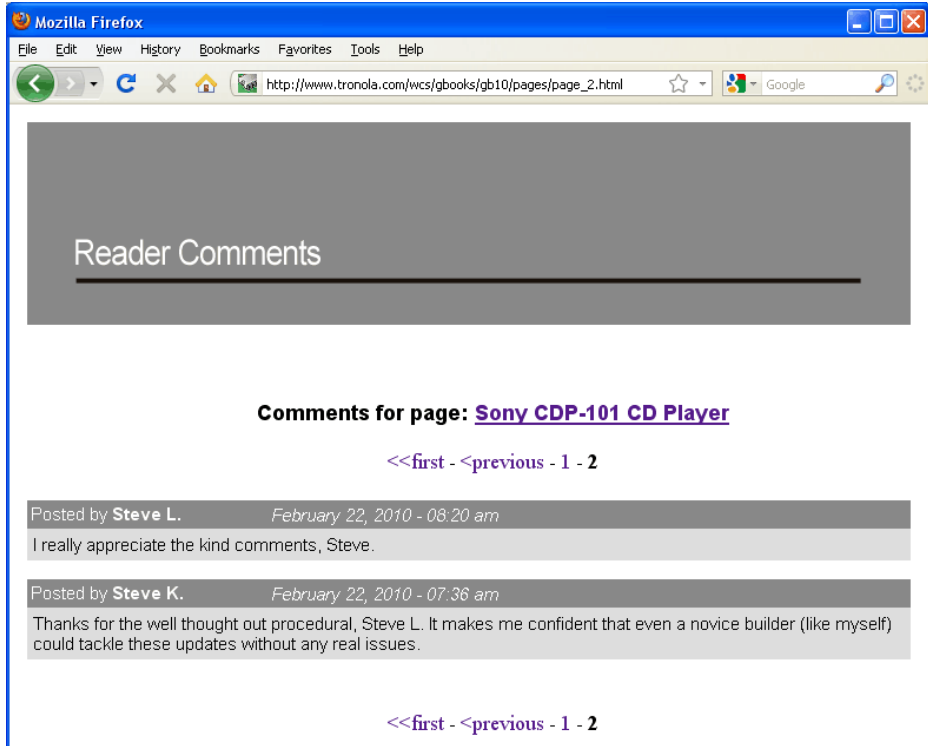 Mozilla Firefox
File Edit View History Bookmarks Favorites Tools Help
http://www.tronola.com/wcs/gbooks/gb10/pages/page_2.html Google
Reader Comments
Comments for page: Sony CDP-101 CD Player
<<first - <previous - 1 - 2
Posted by Steve L. February 22, 2010 - 08:20 am
I really appreciate the kind comments, Steve.
Posted by Steve K. February 22, 2010 - 07:36 am
Thanks for the well thought out procedural, Steve L. It makes me confident that even a novice builder (like myself)
could tackle these updates without any real issues.
<<first - <previous - 1 - 2